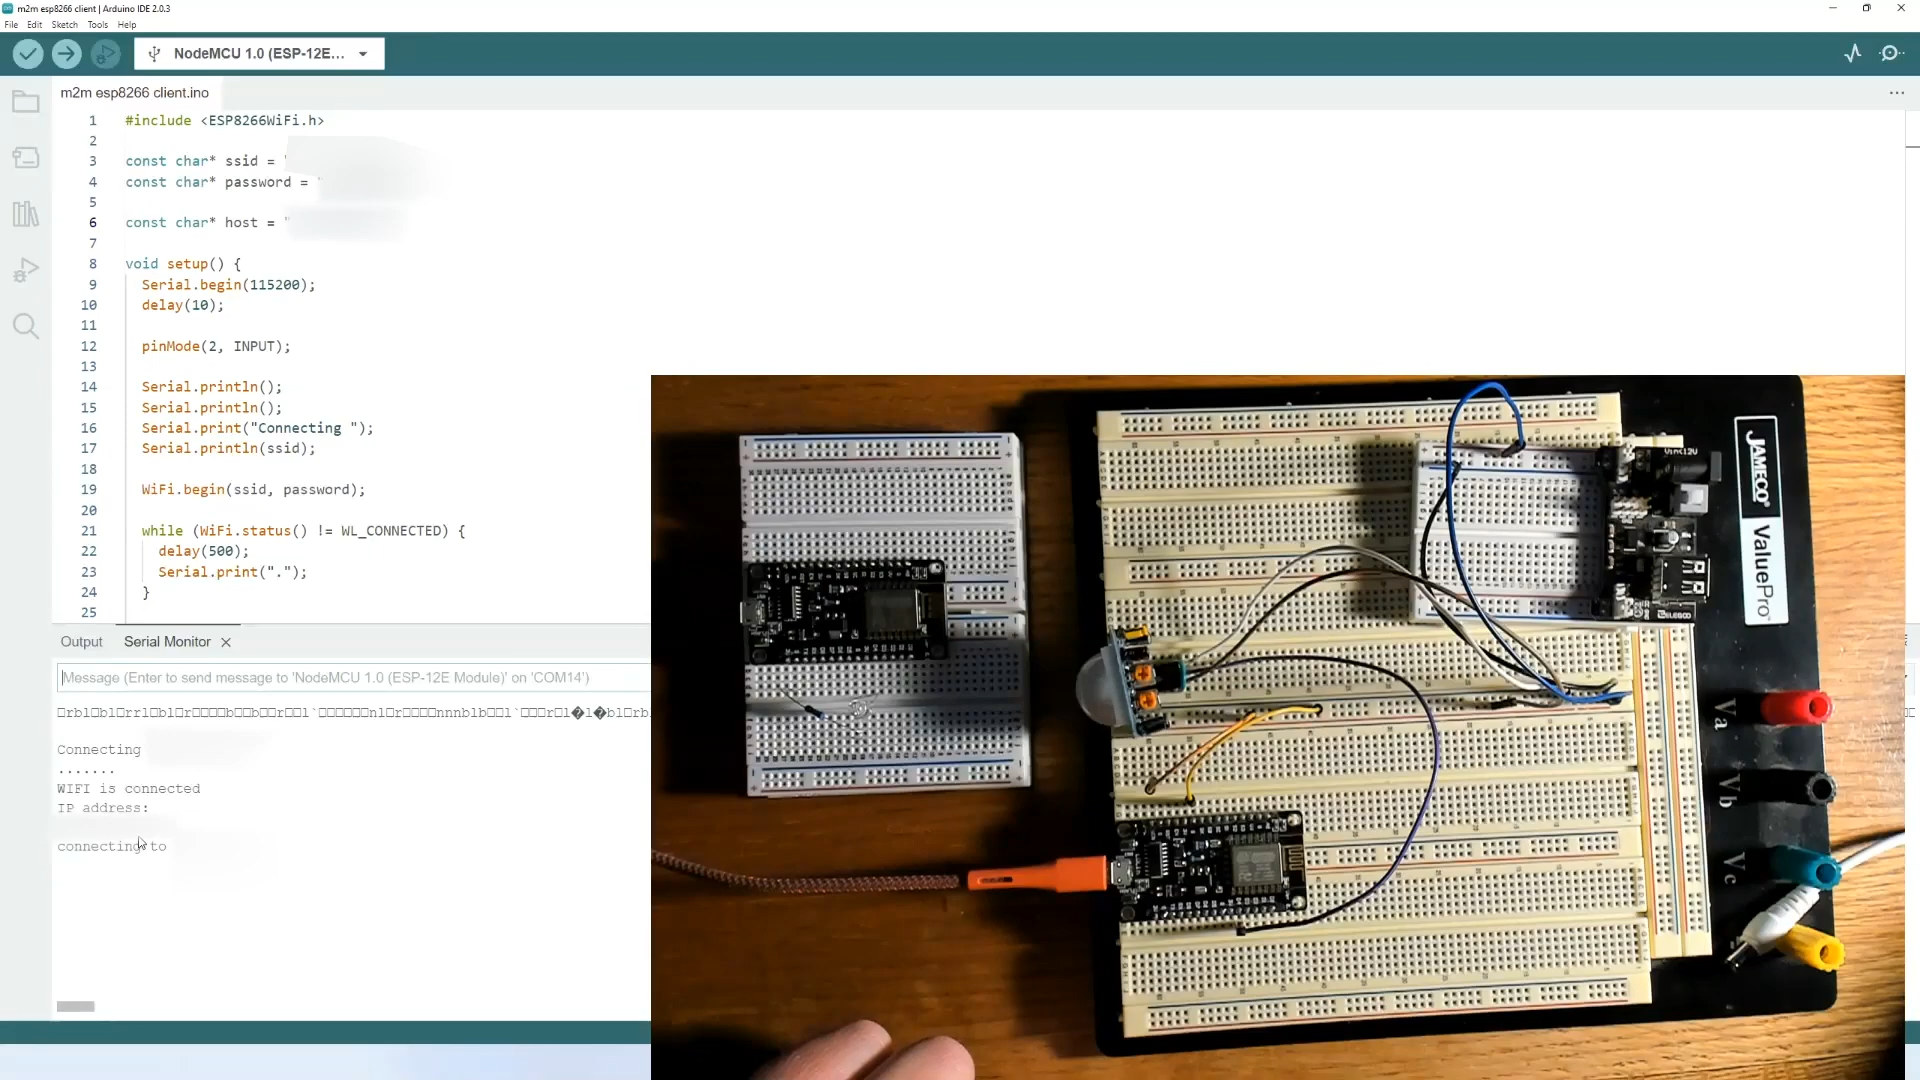 m2m esp8266 client | Arduino IDE 2.0.3
File Edit Sketch Tools Help
NodeMCU 1.0 (ESP-12E...
m2m esp8266 client.ino
1 #include <ESP8266WiFi.h>
2
3 const char* ssid = "
4 const char* password = "
5
6 const char* host = "
7
8 void setup() {
9 Serial.begin(115200);
10 delay(10);
11
12 pinMode(2, INPUT);
13
14 Serial.println();
15 Serial.println();
16 Serial.print("Connecting ");
17 Serial.println(ssid);
18
19 WiFi.begin(ssid, password);
20
21 while (WiFi.status() != WL_CONNECTED) {
22 delay(500);
23 Serial.print(".");
24 }
25
Output Serial Monitor
Message (Enter to send message to 'NodeMCU 1.0 (ESP-12E Module)' on 'COM14')
Connecting
.......
WIFI is connected
IP address:
connecting to
JAMECO
ValuePro
Va
Vb
Vc